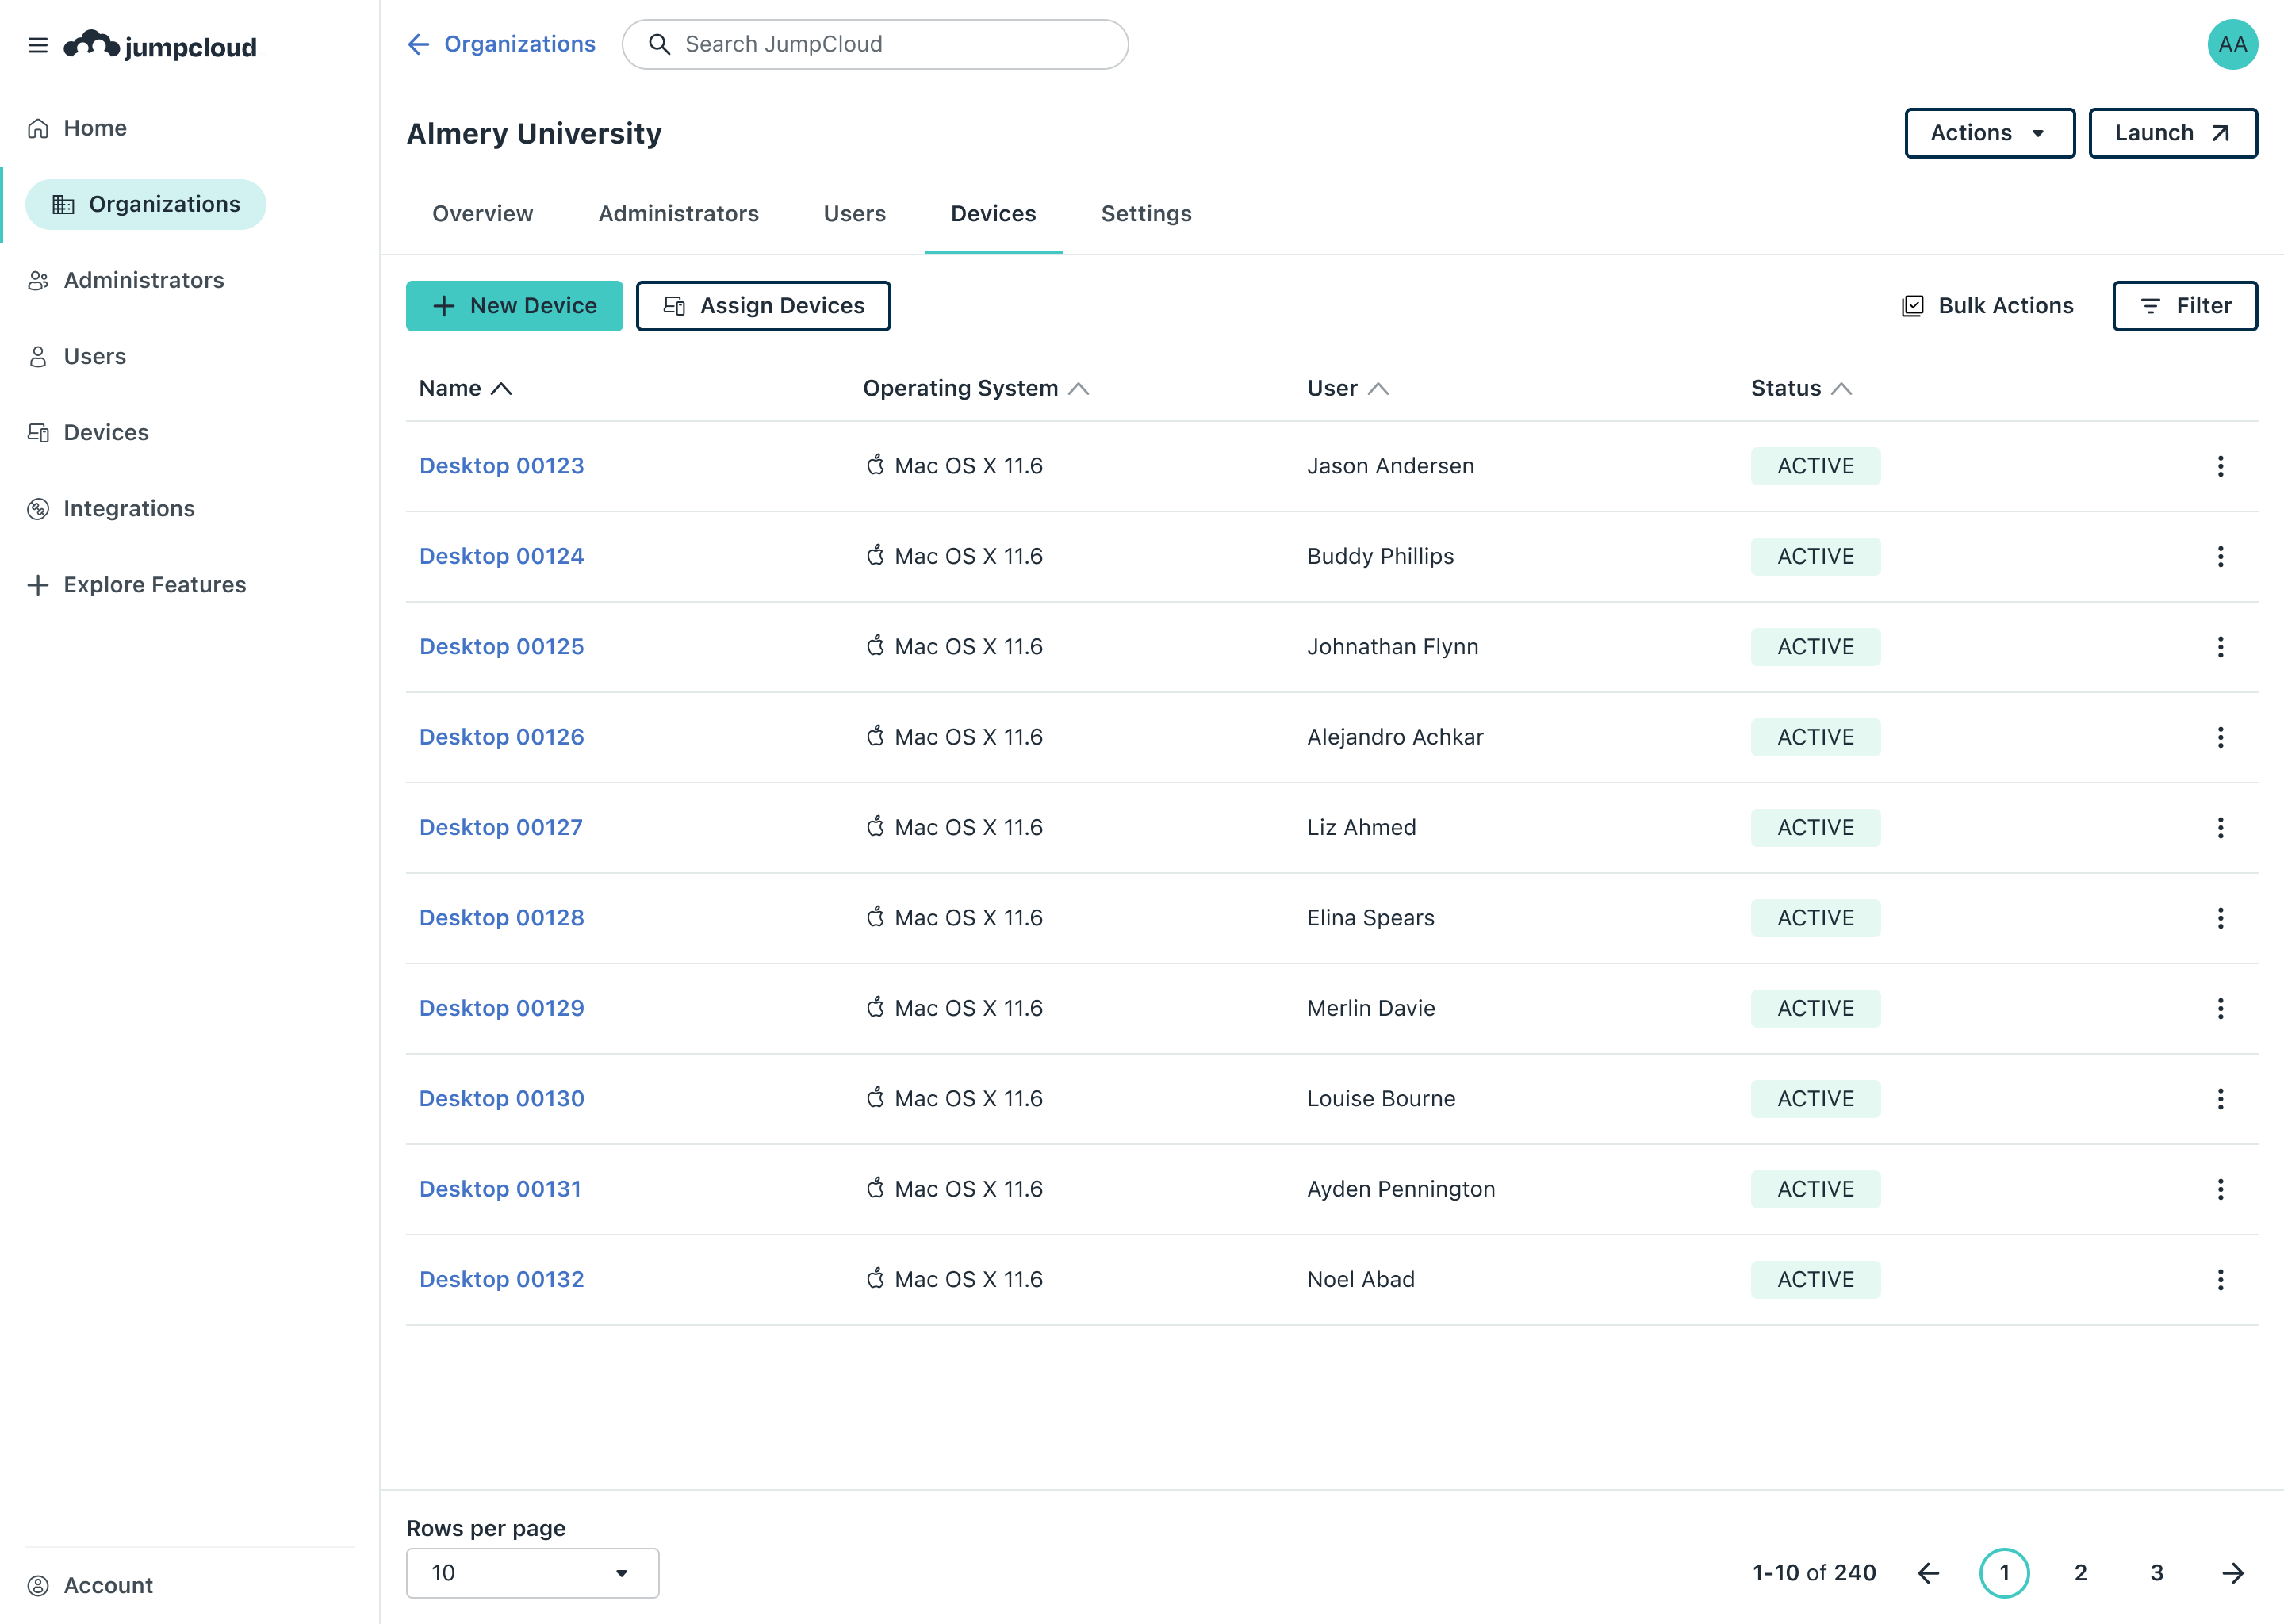 jumpcloud
Organizations
Search JumpCloud
AA
Home
Organizations
Administrators
Users
Devices
Integrations
Explore Features
Account
Almery University
Actions
Launch
Overview Administrators Users Devices Settings
New Device Assign Devices Bulk Actions Filter
Name Operating System User Status
Desktop 00123 Mac OS X 11.6 Jason Andersen ACTIVE
Desktop 00124 Mac OS X 11.6 Buddy Phillips ACTIVE
Desktop 00125 Mac OS X 11.6 Johnathan Flynn ACTIVE
Desktop 00126 Mac OS X 11.6 Alejandro Achkar ACTIVE
Desktop 00127 Mac OS X 11.6 Liz Ahmed ACTIVE
Desktop 00128 Mac OS X 11.6 Elina Spears ACTIVE
Desktop 00129 Mac OS X 11.6 Merlin Davie ACTIVE
Desktop 00130 Mac OS X 11.6 Louise Bourne ACTIVE
Desktop 00131 Mac OS X 11.6 Ayden Pennington ACTIVE
Desktop 00132 Mac OS X 11.6 Noel Abad ACTIVE
Rows per page
10
1-10 of 240 1 2 3